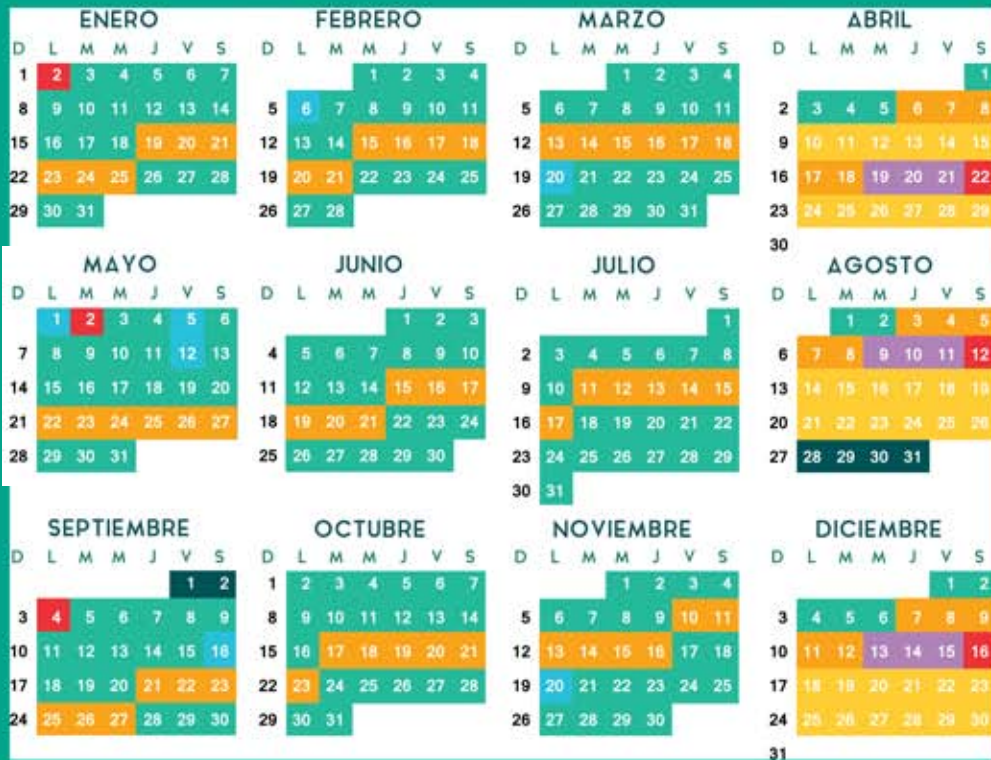 ENERO
D L M M J V S
1 2 3 4 5 6 7
8 9 10 11 12 13 14
15 16 17 18 19 20 21
22 23 24 25 26 27 28
29 30 31
FEBRERO
D L M M J V S
1 2 3 4
5 6 7 8 9 10 11
12 13 14 15 16 17 18
19 20 21 22 23 24 25
26 27 28
MARZO
D L M M J V S
1 2 3 4
5 6 7 8 9 10 11
12 13 14 15 16 17 18
19 20 21 22 23 24 25
26 27 28 29 30 31
ABRIL
D L M M J V S
1
2 3 4 5 6 7 8
9 10 11 12 13 14 15
16 17 18 19 20 21 22
23 24 25 26 27 28 29
30
MAYO
D L M M J V S
1 2 3 4 5 6
7 8 9 10 11 12 13
14 15 16 17 18 19 20
21 22 23 24 25 26 27
28 29 30 31
JUNIO
D L M M J V S
1 2 3
4 5 6 7 8 9 10
11 12 13 14 15 16 17
18 19 20 21 22 23 24
25 26 27 28 29 30
JULIO
D L M M J V S
1
2 3 4 5 6 7 8
9 10 11 12 13 14 15
16 17 18 19 20 21 22
23 24 25 26 27 28 29
30 31
AGOSTO
D L M M J V S
1 2 3 4 5
6 7 8 9 10 11 12
13 14 15 16 17 18 19
20 21 22 23 24 25 26
27 28 29 30 31
SEPTIEMBRE
D L M M J V S
1 2
3 4 5 6 7 8 9
10 11 12 13 14 15 16
17 18 19 20 21 22 23
24 25 26 27 28 29 30
OCTUBRE
D L M M J V S
1 2 3 4 5 6 7
8 9 10 11 12 13 14
15 16 17 18 19 20 21
22 23 24 25 26 27 28
29 30 31
NOVIEMBRE
D L M M J V S
1 2 3 4
5 6 7 8 9 10 11
12 13 14 15 16 17 18
19 20 21 22 23 24 25
26 27 28 29 30
DICIEMBRE
D L M M J V S
1 2
3 4 5 6 7 8 9
10 11 12 13 14 15 16
17 18 19 20 21 22 23
24 25 26 27 28 29 30
31